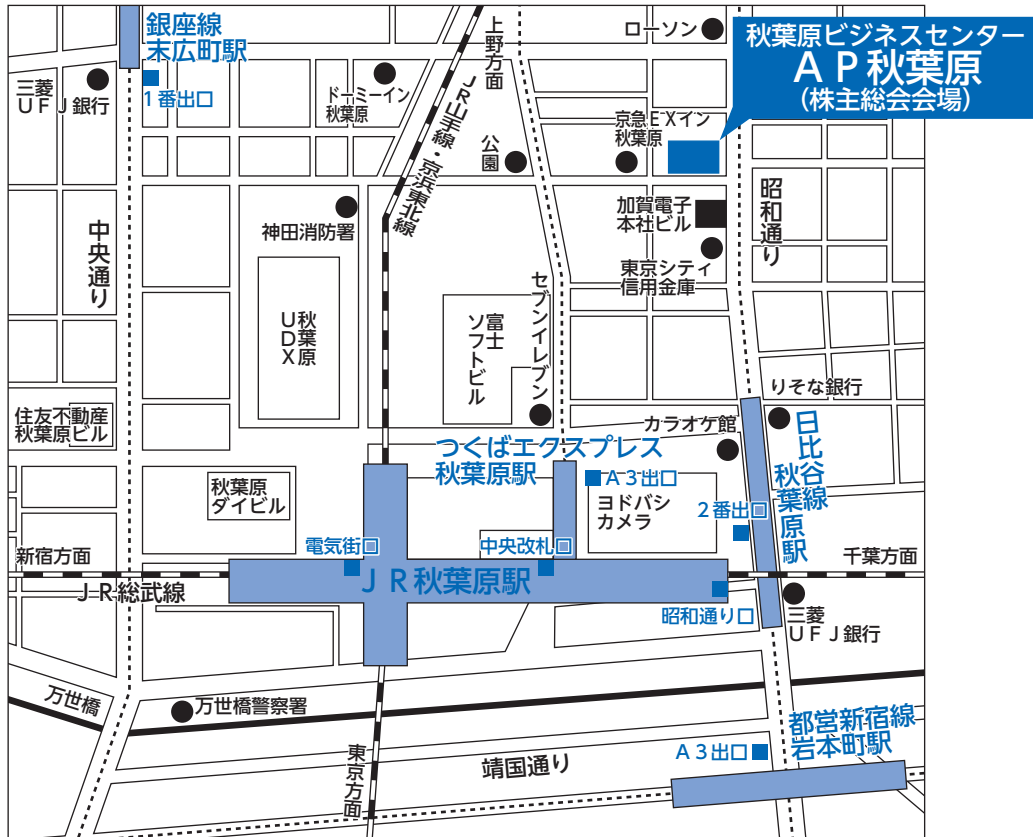 銀座線
末広町駅
三菱
ＵＦＪ銀行
１番出口
ドーミーイン
秋葉原
上野方面
ＪＲ山手線・京浜東北線
ローソン
秋葉原ビジネスセンター
ＡＰ秋葉原
(株主総会会場)
京急ＥＸイン
秋葉原
公園
中央通り
神田消防署
加賀電子
本社ビル
昭和通り
東京シティ
信用金庫
秋葉原
ＵＤＸ
富士
ソフトビル
セブンイレブン
住友不動産
秋葉原ビル
りそな銀行
カラオケ館
日比谷線
秋葉原駅
つくばエクスプレス
秋葉原駅
Ａ３出口
秋葉原
ダイビル
ヨドバシ
カメラ
２番出口
新宿方面
電気街口
中央改札口
千葉方面
ＪＲ総武線
ＪＲ秋葉原駅
昭和通り口
三菱
ＵＦＪ銀行
万世橋
万世橋警察署
都営新宿線
岩本町駅
東京方面
靖国通り
Ａ３出口